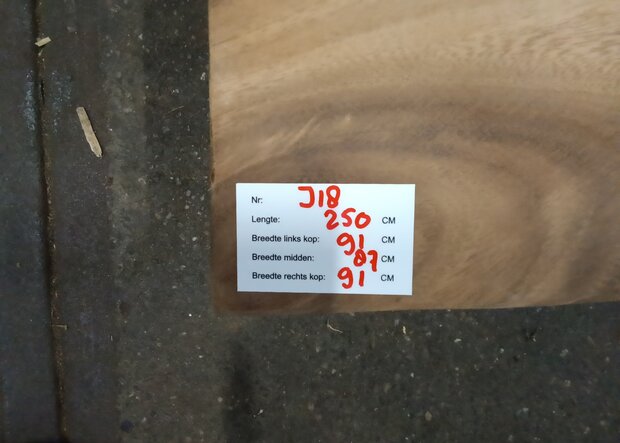 Nr: J18
Lengte: 250 CM
Breedte links kop: 91 CM
Breedte midden: 87 CM
Breedte rechts kop: 91 CM